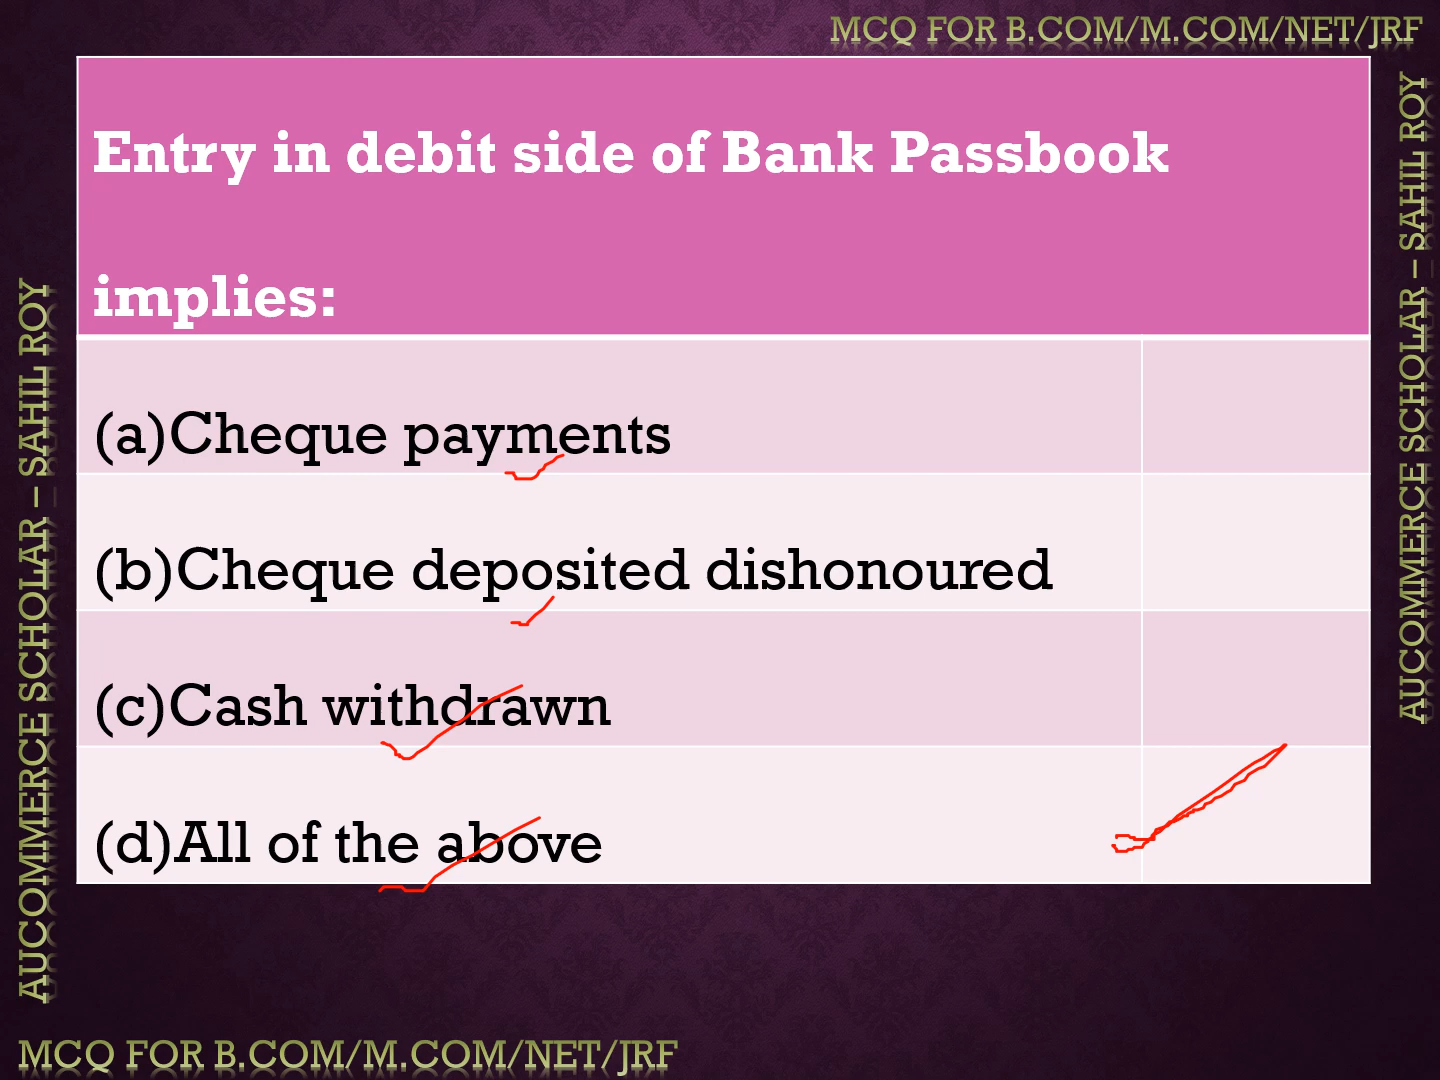 MCQ FOR B.COM/M.COM/NET/JRF
Entry in debit side of Bank Passbook
implies:
(a)Cheque payments
(b)Cheque deposited dishonoured
(c)Cash withdrawn
(d)All of the above
AUCOMMERCE SCHOLAR – SAHIL ROY
AUCOMMERCE SCHOLAR – SAHIL ROY
MCQ FOR B.COM/M.COM/NET/JRF